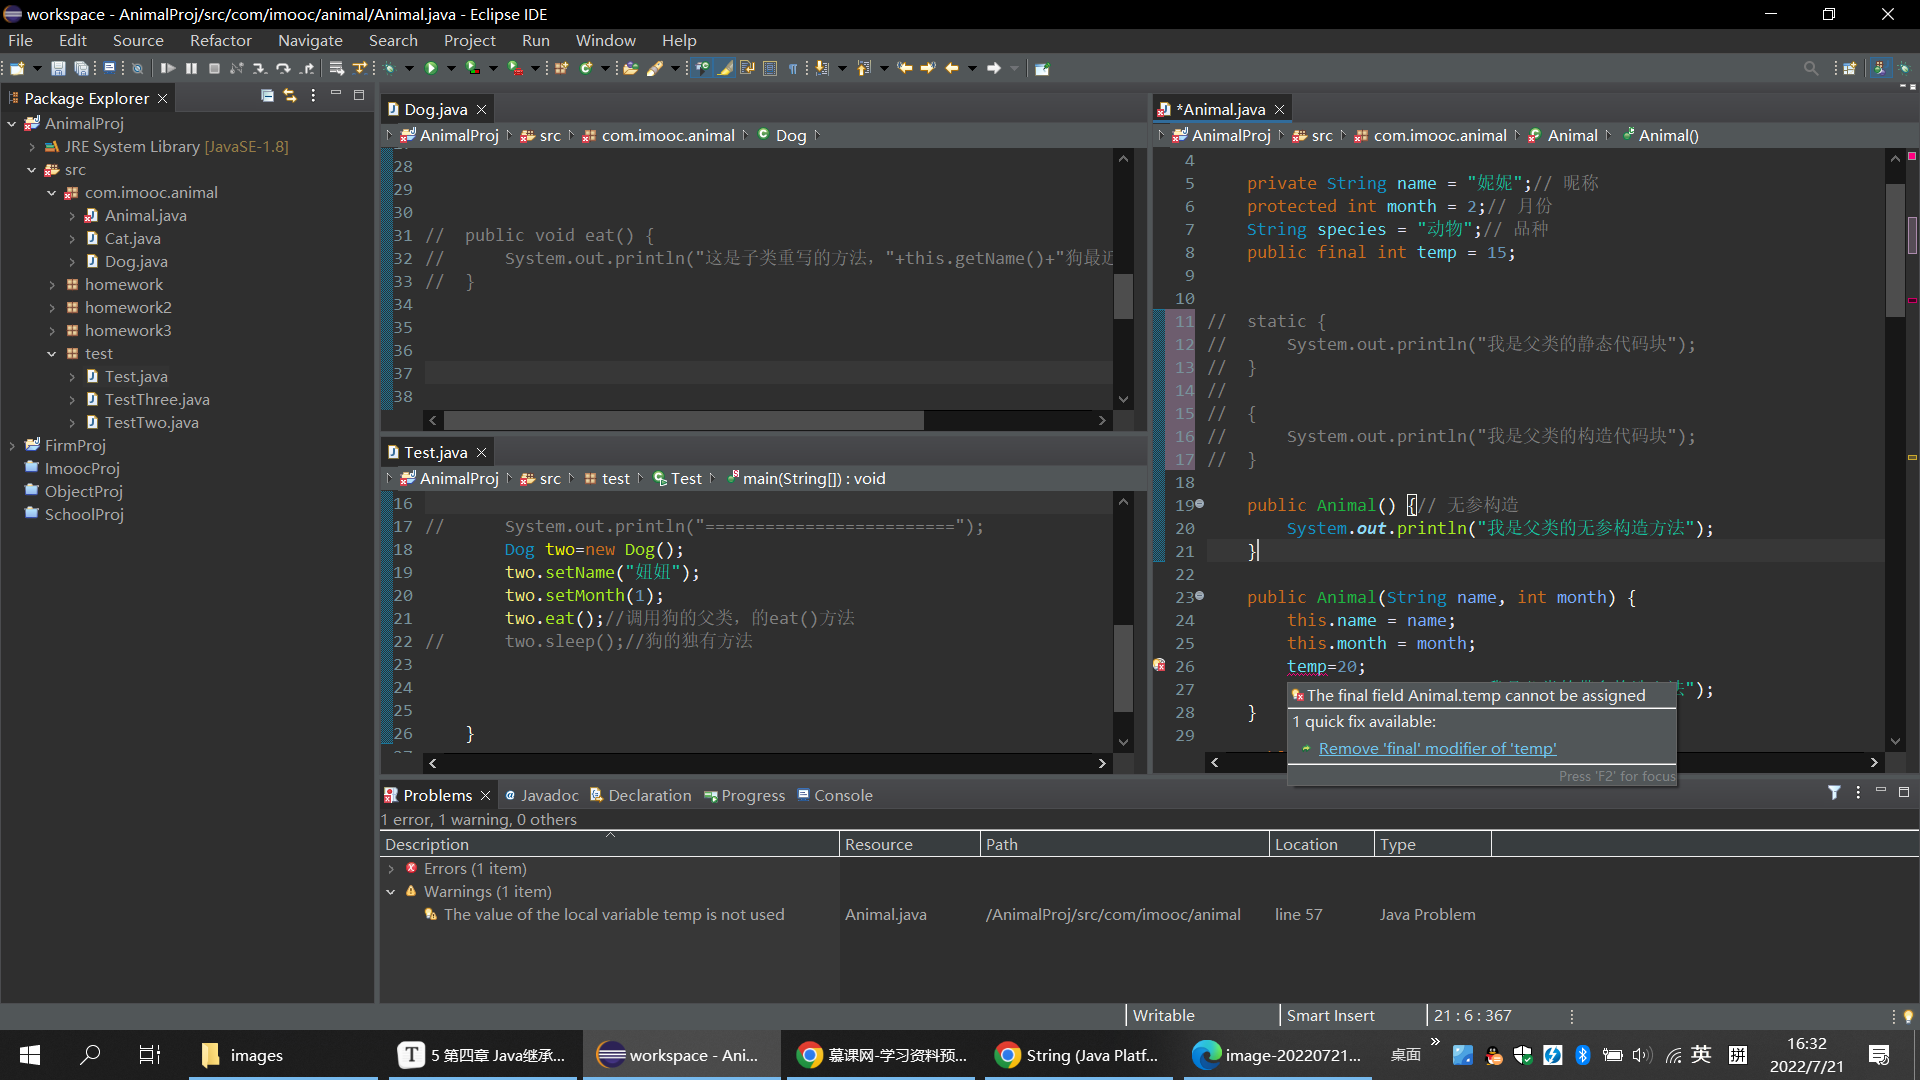 workspace - AnimalProj/src/com/imooc/animal/Animal.java - Eclipse IDE
File Edit Source Refactor Navigate Search Project Run Window Help
Package Explorer
AnimalProj
JRE System Library [JavaSE-1.8]
src
com.imooc.animal
Animal.java
Cat.java
Dog.java
homework
homework2
homework3
test
Test.java
TestThree.java
TestTwo.java
FirmProj
ImoocProj
ObjectProj
SchoolProj
Dog.java
AnimalProj src com.imooc.animal Dog
28
29
30
31 // public void eat() {
32 // System.out.println("这是子类重写的方法，"+this.getName()+"狗最近
33 // }
34
35
36
37
38
Test.java
AnimalProj src test Test main(String[]) : void
16
17 // System.out.println("=========================");
18 Dog two=new Dog();
19 two.setName("妞妞");
20 two.setMonth(1);
21 two.eat();//调用狗的父类，的eat()方法
22 // two.sleep();//狗的独有方法
23
24
25
26 }
*Animal.java
AnimalProj src com.imooc.animal Animal Animal()
4
5 private String name = "妮妮";// 昵称
6 protected int month = 2;// 月份
7 String species = "动物";// 品种
8 public final int temp = 15;
9
10
11 // static {
12 // System.out.println("我是父类的静态代码块");
13 // }
14 //
15 // {
16 // System.out.println("我是父类的构造代码块");
17 // }
18
19 public Animal() {// 无参构造
20 System.out.println("我是父类的无参构造方法");
21 }
22
23 public Animal(String name, int month) {
24 this.name = name;
25 this.month = month;
26 temp=20;
27 ");
28 }
29
The final field Animal.temp cannot be assigned
1 quick fix available:
Remove 'final' modifier of 'temp'
Press 'F2' for focus
Problems Javadoc Declaration Progress Console
1 error, 1 warning, 0 others
Description Resource Path Location Type
Errors (1 item)
Warnings (1 item)
The value of the local variable temp is not used Animal.java /AnimalProj/src/com/imooc/animal line 57 Java Problem
Writable Smart Insert 21 : 6 : 367
images 5 第四章 Java继承... workspace - Ani... 慕课网-学习资料预... String (Java Platf... image-20220721... 桌面 英 拼 16:32
2022/7/21